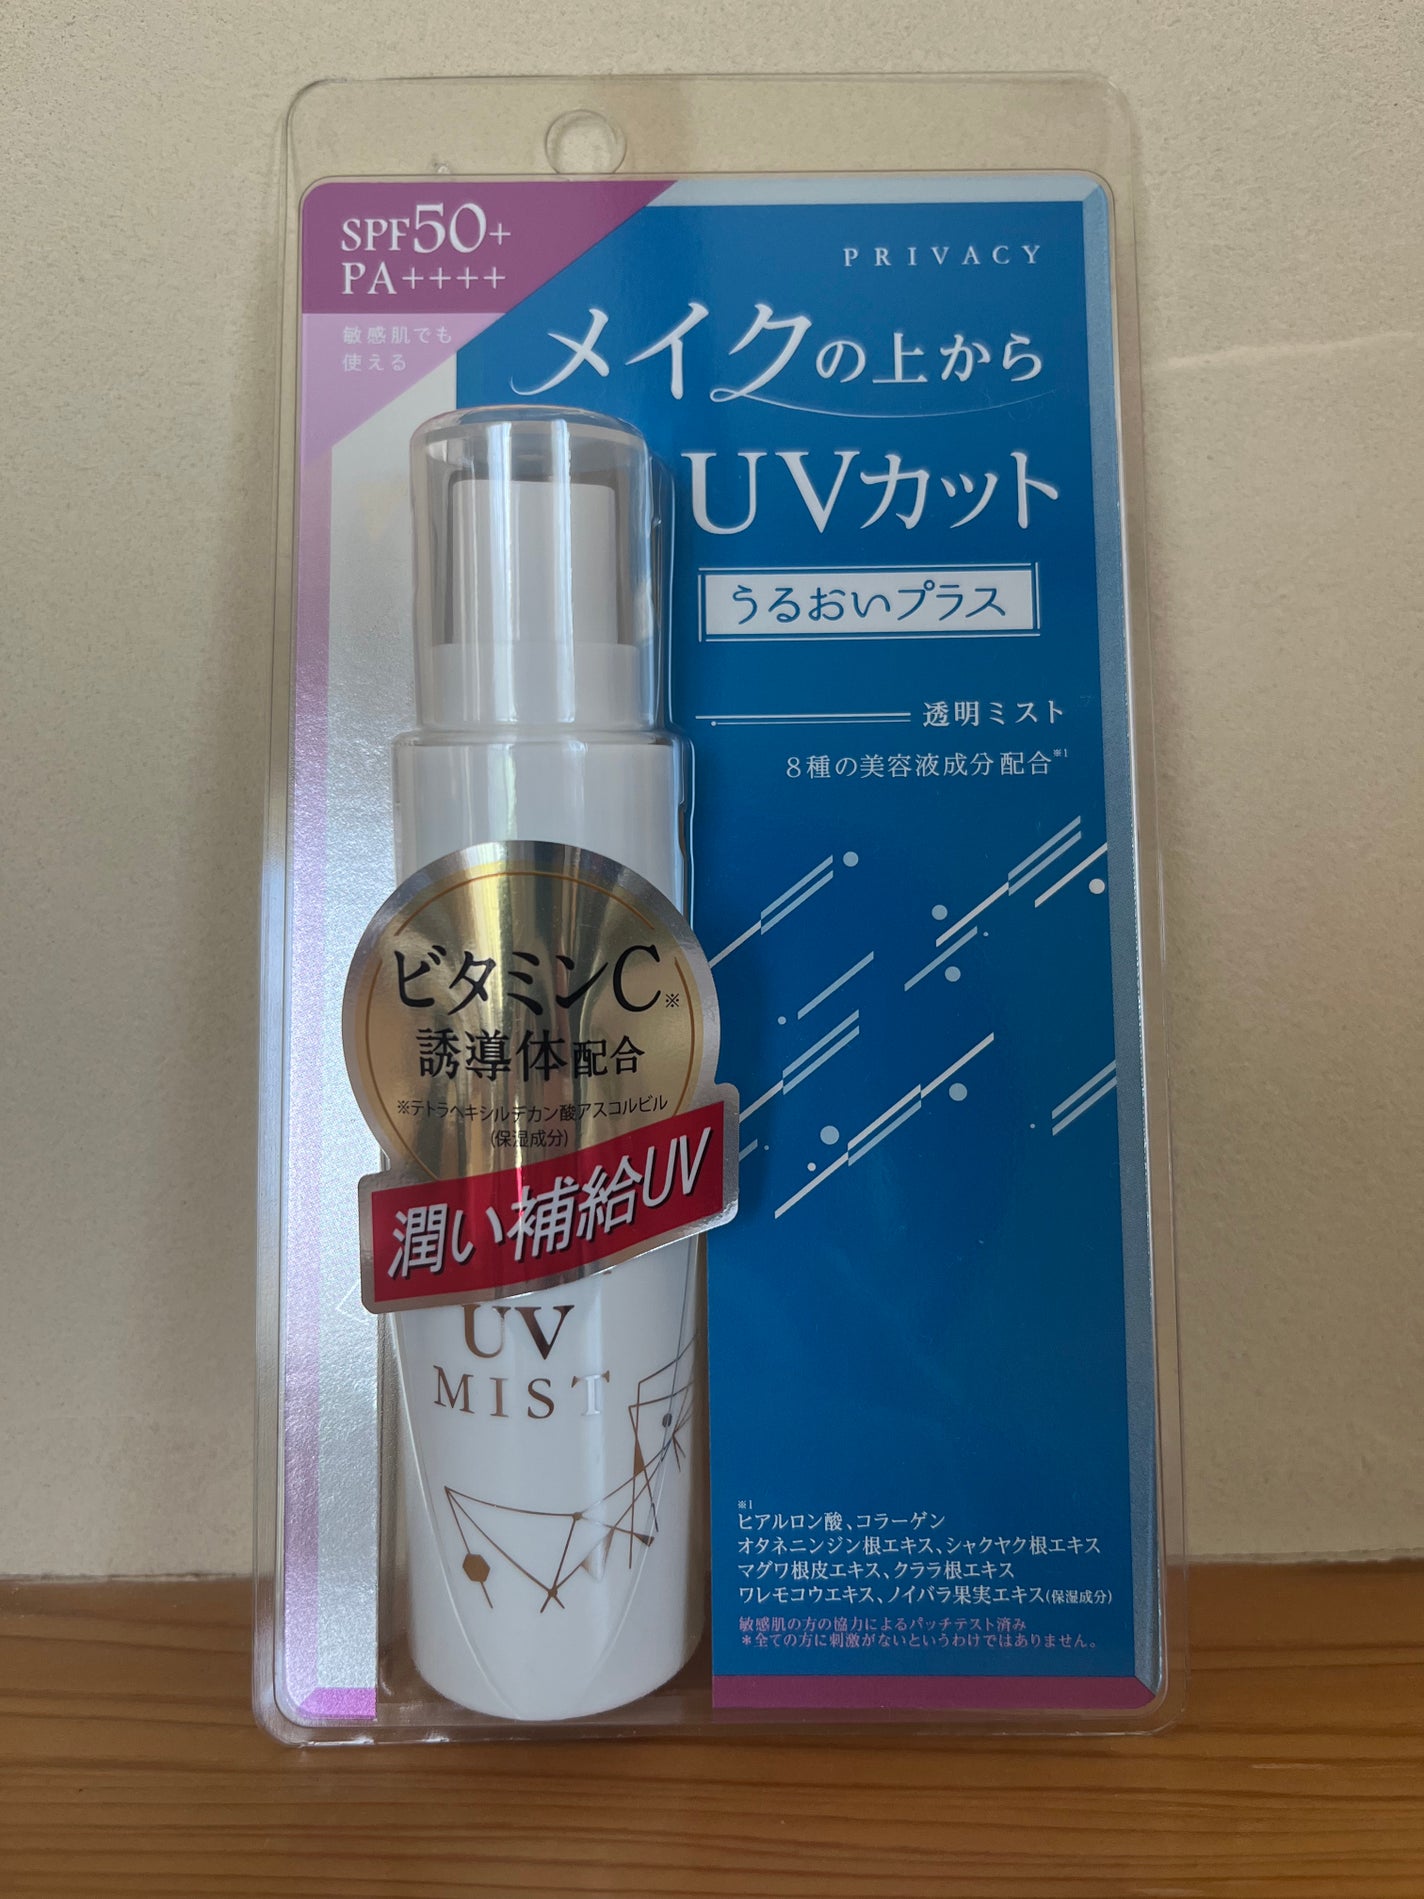 SPF50+
PA++++
敏感肌でも
使える
PRIVACY
メイクの上から
UVカット
うるおいプラス
透明ミスト
8種の美容液成分配合※1
ビタミンC※
誘導体配合
※テトラヘキシルデカン酸アスコルビル
(保湿成分)
潤い補給UV
UV
MIST
※1
ヒアルロン酸、コラーゲン
オタネニンジン根エキス、シャクヤク根エキス
マグワ根皮エキス、クララ根エキス
ワレモコウエキス、ノイバラ果実エキス(保湿成分)
敏感肌の方の協力によるパッチテスト済み
＊全ての方に刺激がないというわけではありません。